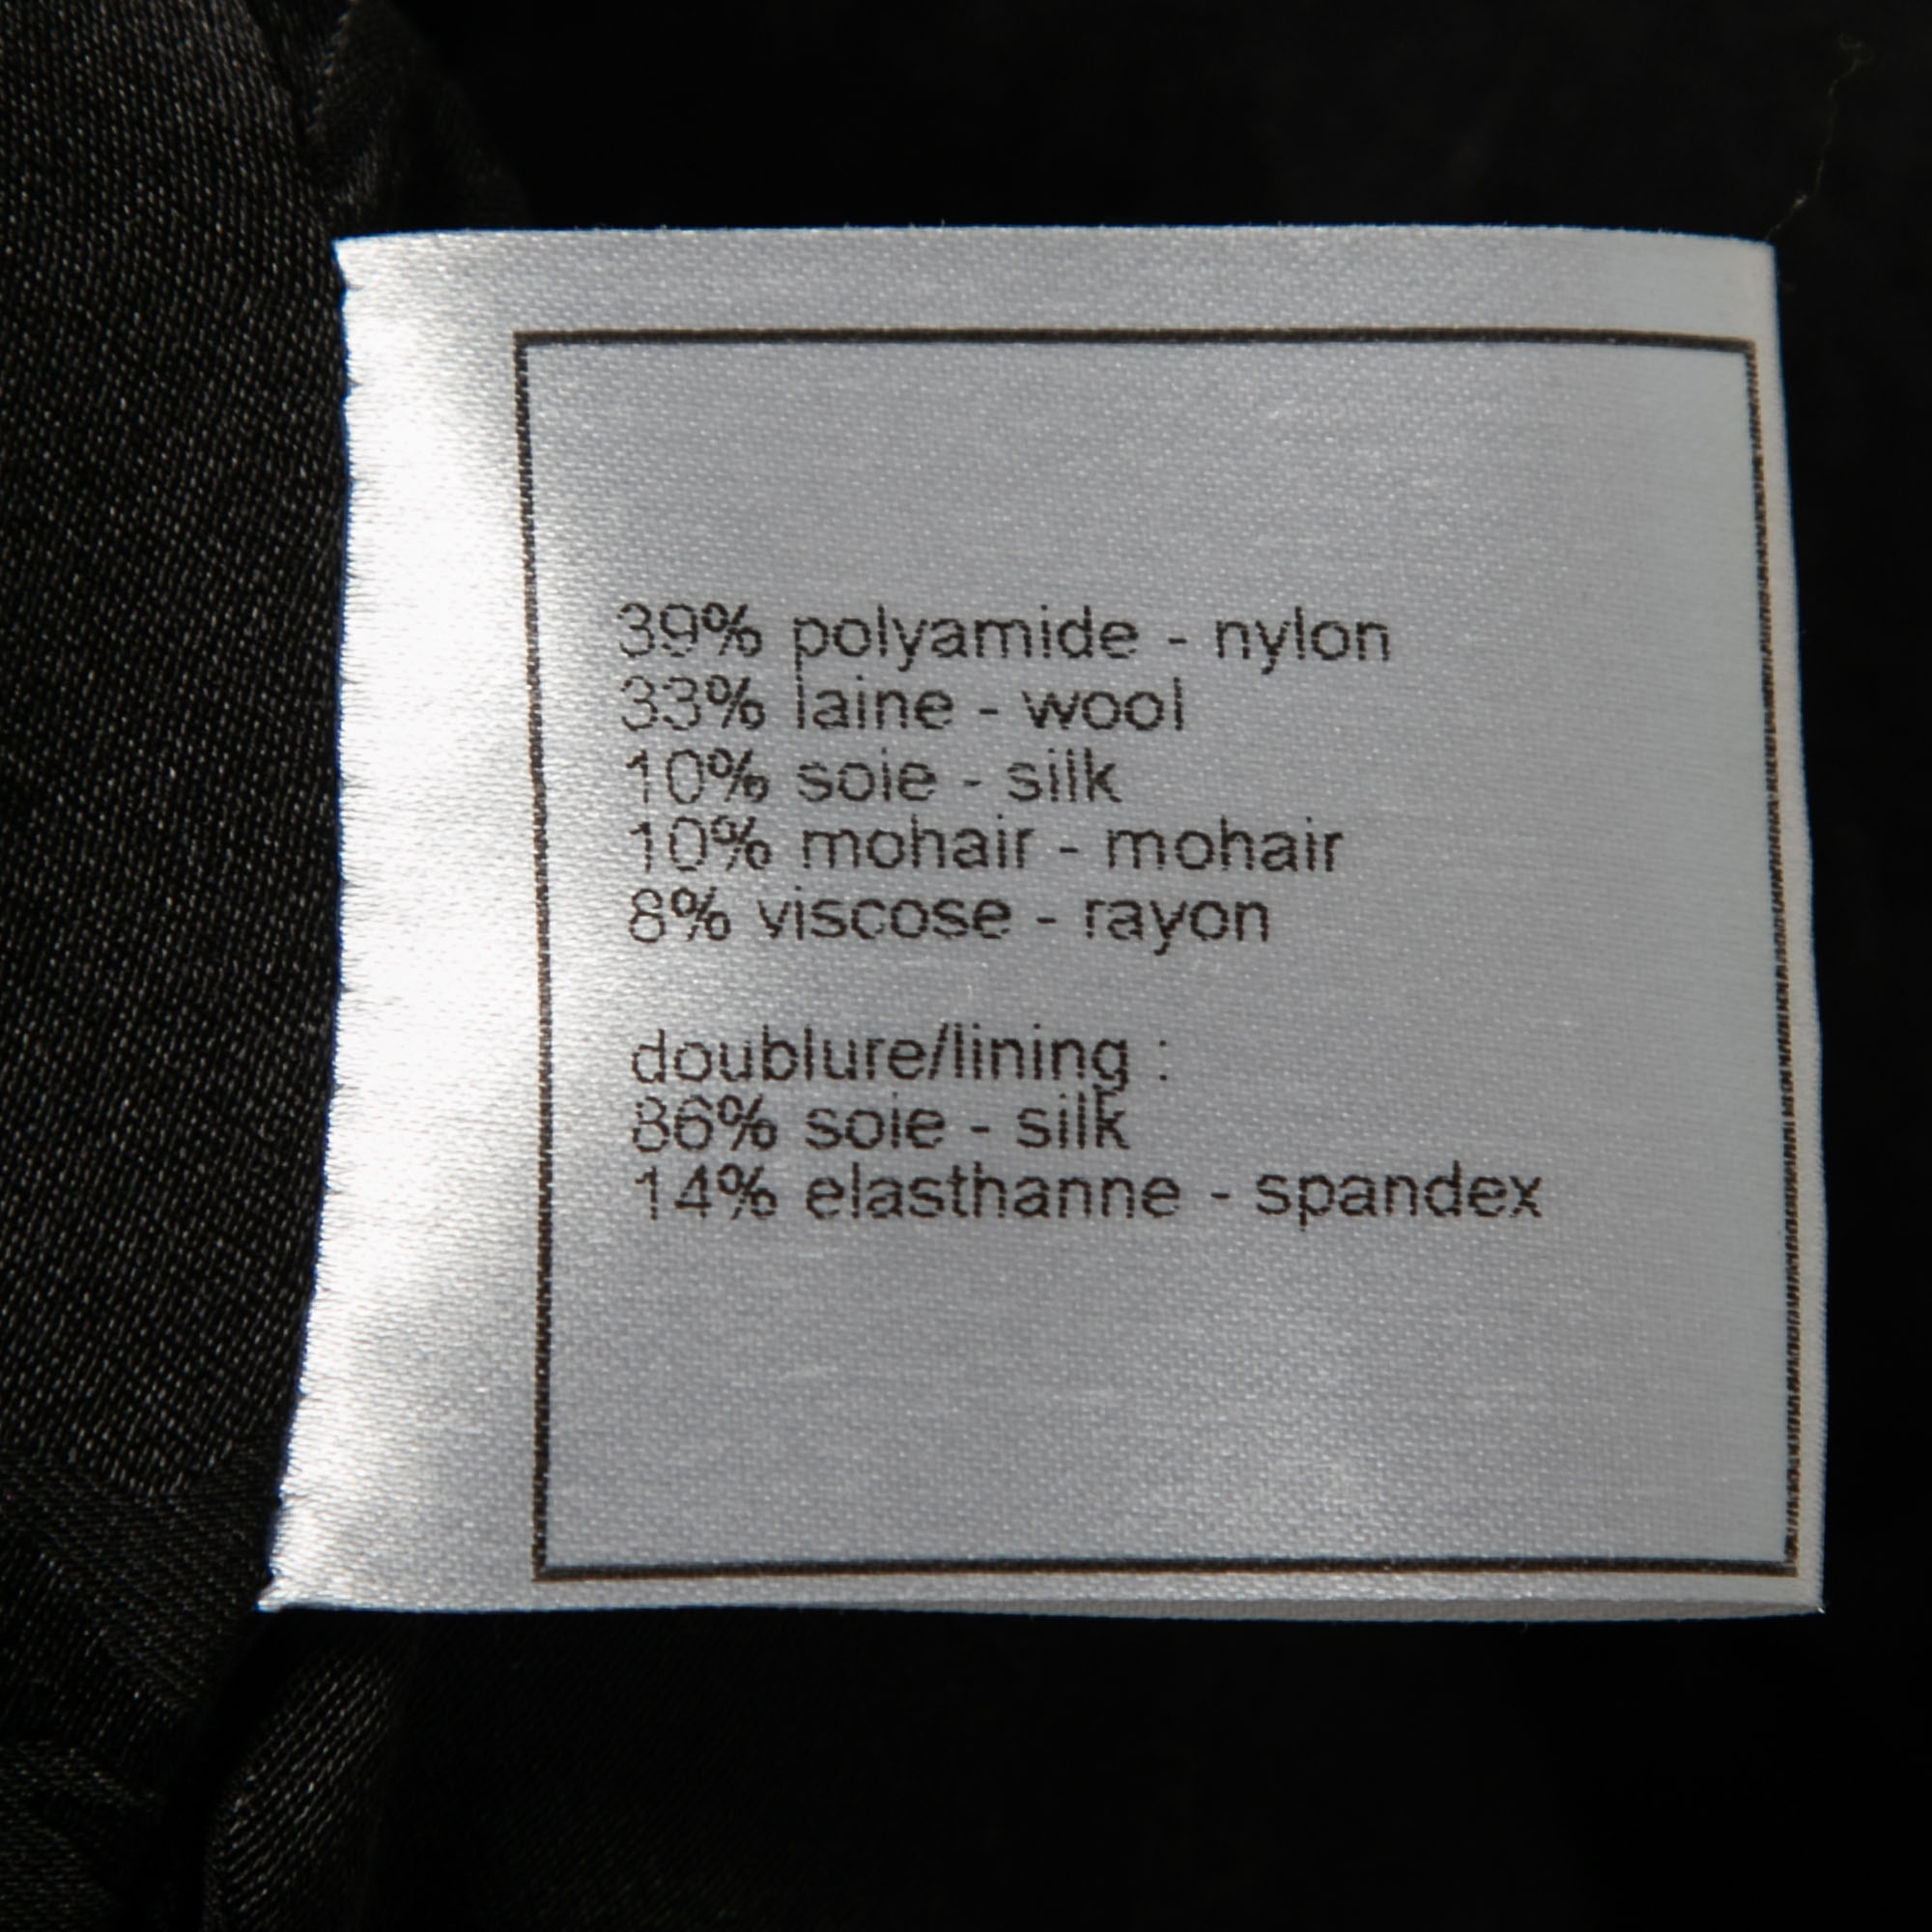 39% polyamide - nylon
33% laine - wool
10% soie - silk
10% mohair - mohair
8% viscose - rayon
doublure/lining :
86% soie - silk
14% elasthanne - spandex